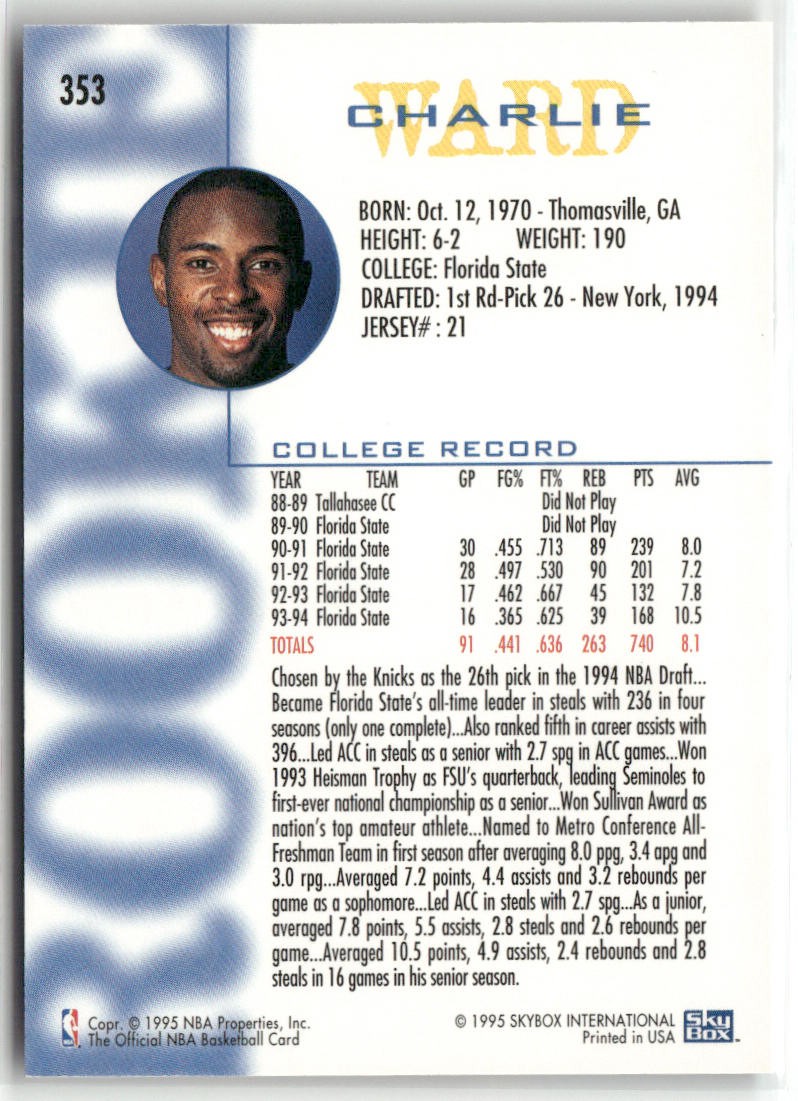 353
CHARLIE
WARD
BORN: Oct. 12, 1970 - Thomasville, GA
HEIGHT: 6-2 WEIGHT: 190
COLLEGE: Florida State
DRAFTED: 1st Rd-Pick 26 - New York, 1994
JERSEY# : 21
ROOKIE
COLLEGE RECORD
YEAR TEAM GP FG% FT% REB PTS AVG
88-89 Tallahasee CC Did Not Play
89-90 Florida State Did Not Play
90-91 Florida State 30 .455 .713 89 239 8.0
91-92 Florida State 28 .497 .530 90 201 7.2
92-93 Florida State 17 .462 .667 45 132 7.8
93-94 Florida State 16 .365 .625 39 168 10.5
TOTALS 91 .441 .636 263 740 8.1
Chosen by the Knicks as the 26th pick in the 1994 NBA Draft...
Became Florida State's all-time leader in steals with 236 in four
seasons (only one complete)...Also ranked fifth in career assists with
396...Led ACC in steals as a senior with 2.7 spg in ACC games...Won
1993 Heisman Trophy as FSU's quarterback, leading Seminoles to
first-ever national championship as a senior...Won Sullivan Award as
nation's top amateur athlete...Named to Metro Conference All-
Freshman Team in first season after averaging 8.0 ppg, 3.4 apg and
3.0 rpg...Averaged 7.2 points, 4.4 assists and 3.2 rebounds per
game as a sophomore...Led ACC in steals with 2.7 spg...As a junior,
averaged 7.8 points, 5.5 assists, 2.8 steals and 2.6 rebounds per
game...Averaged 10.5 points, 4.9 assists, 2.4 rebounds and 2.8
steals in 16 games in his senior season.
Copr. © 1995 NBA Properties, Inc.
The Official NBA Basketball Card
© 1995 SKYBOX INTERNATIONAL
Printed in USA
SkyBox™